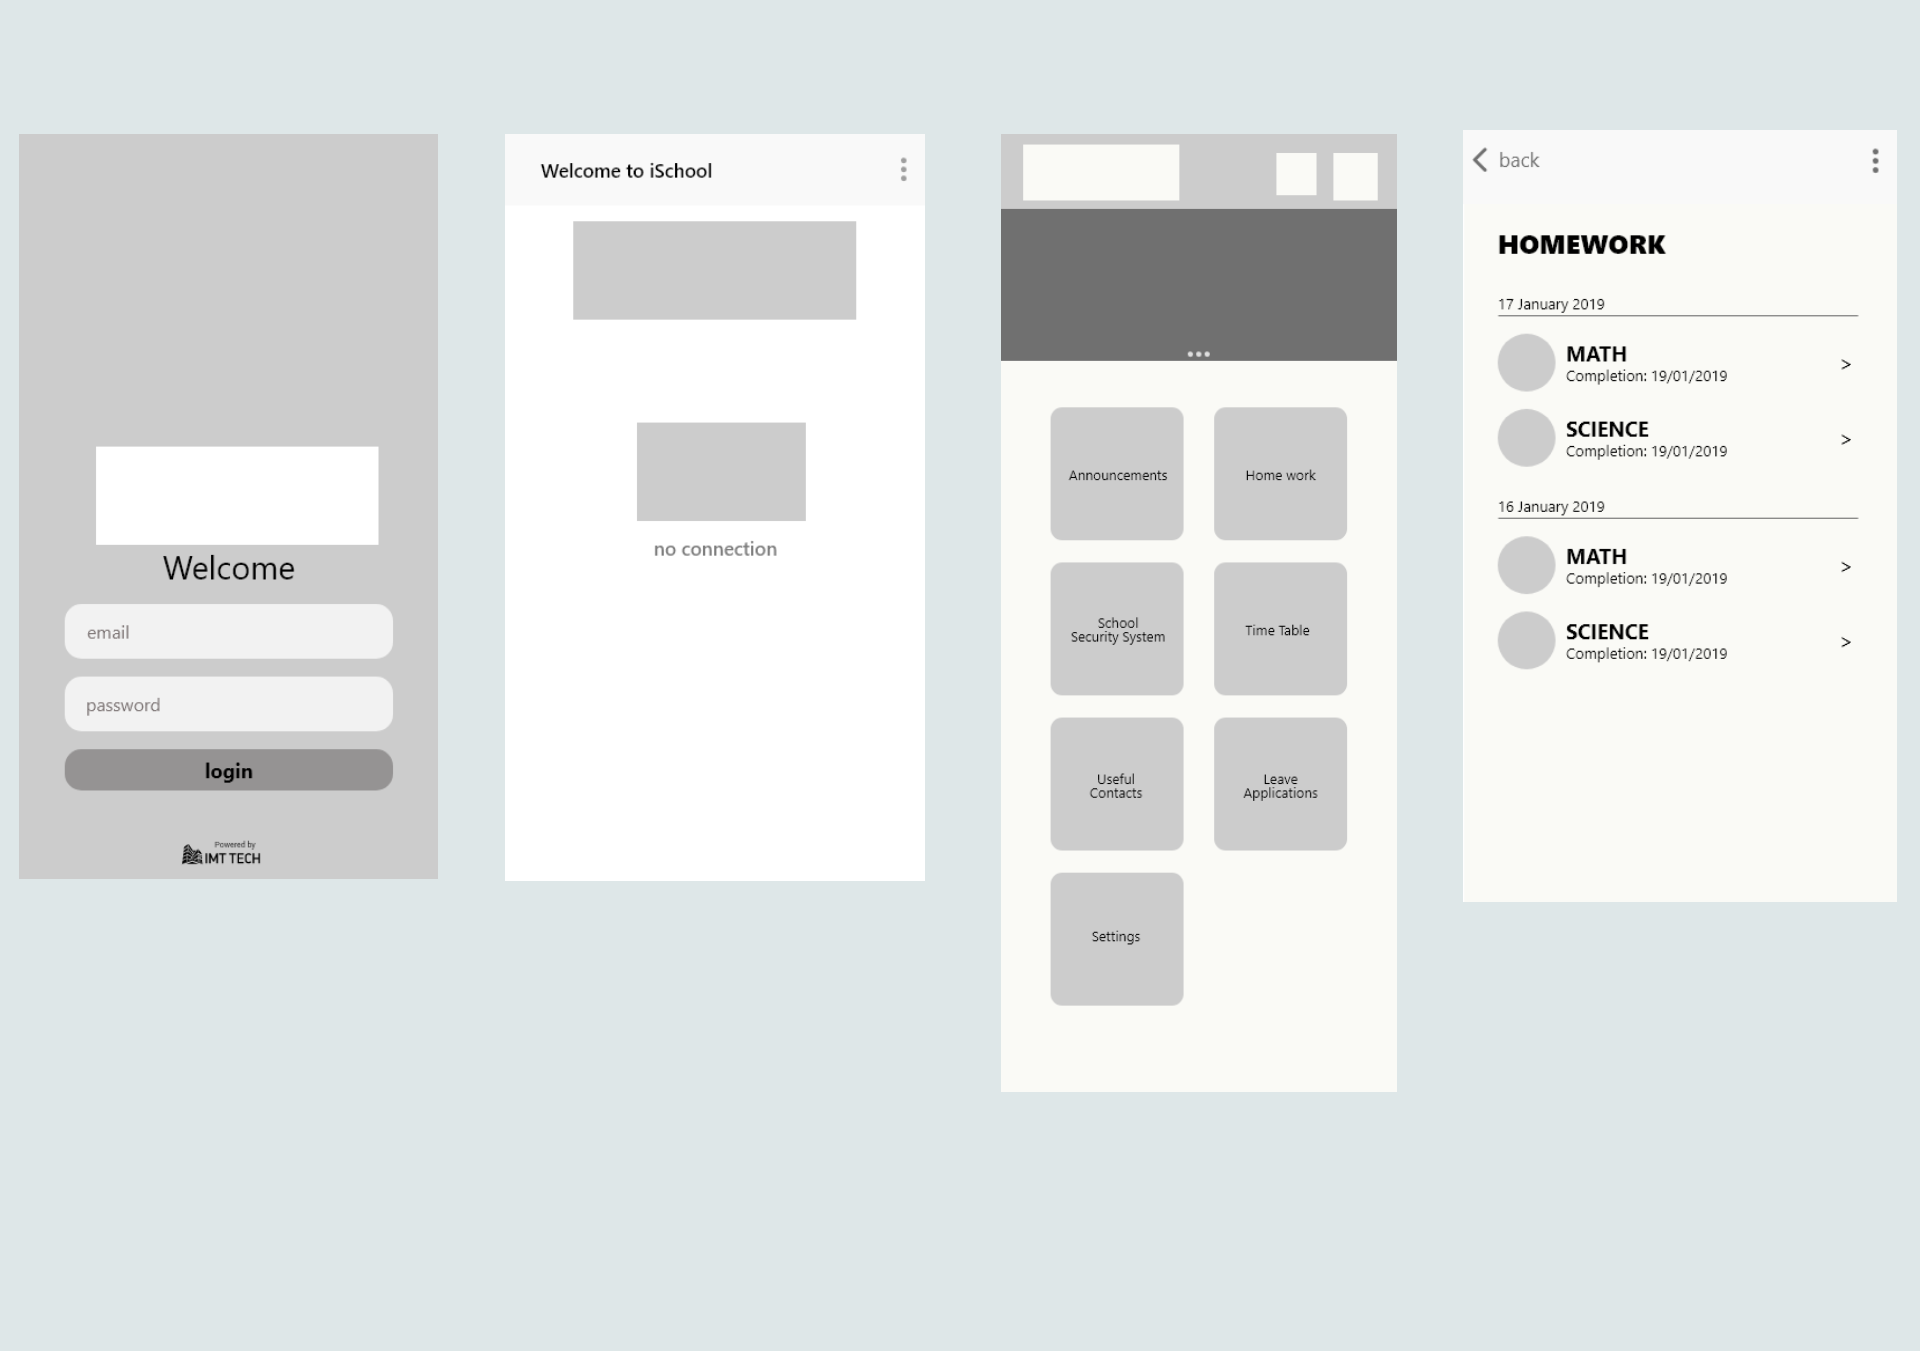 Welcome
email
password
login
Powered by
IMT TECH
Welcome to iSchool
no connection
Announcements
Home work
School
Security System
Time Table
Useful
Contacts
Leave
Applications
Settings
back
HOMEWORK
17 January 2019
MATH
Completion: 19/01/2019
>
SCIENCE
Completion: 19/01/2019
>
16 January 2019
MATH
Completion: 19/01/2019
>
SCIENCE
Completion: 19/01/2019
>